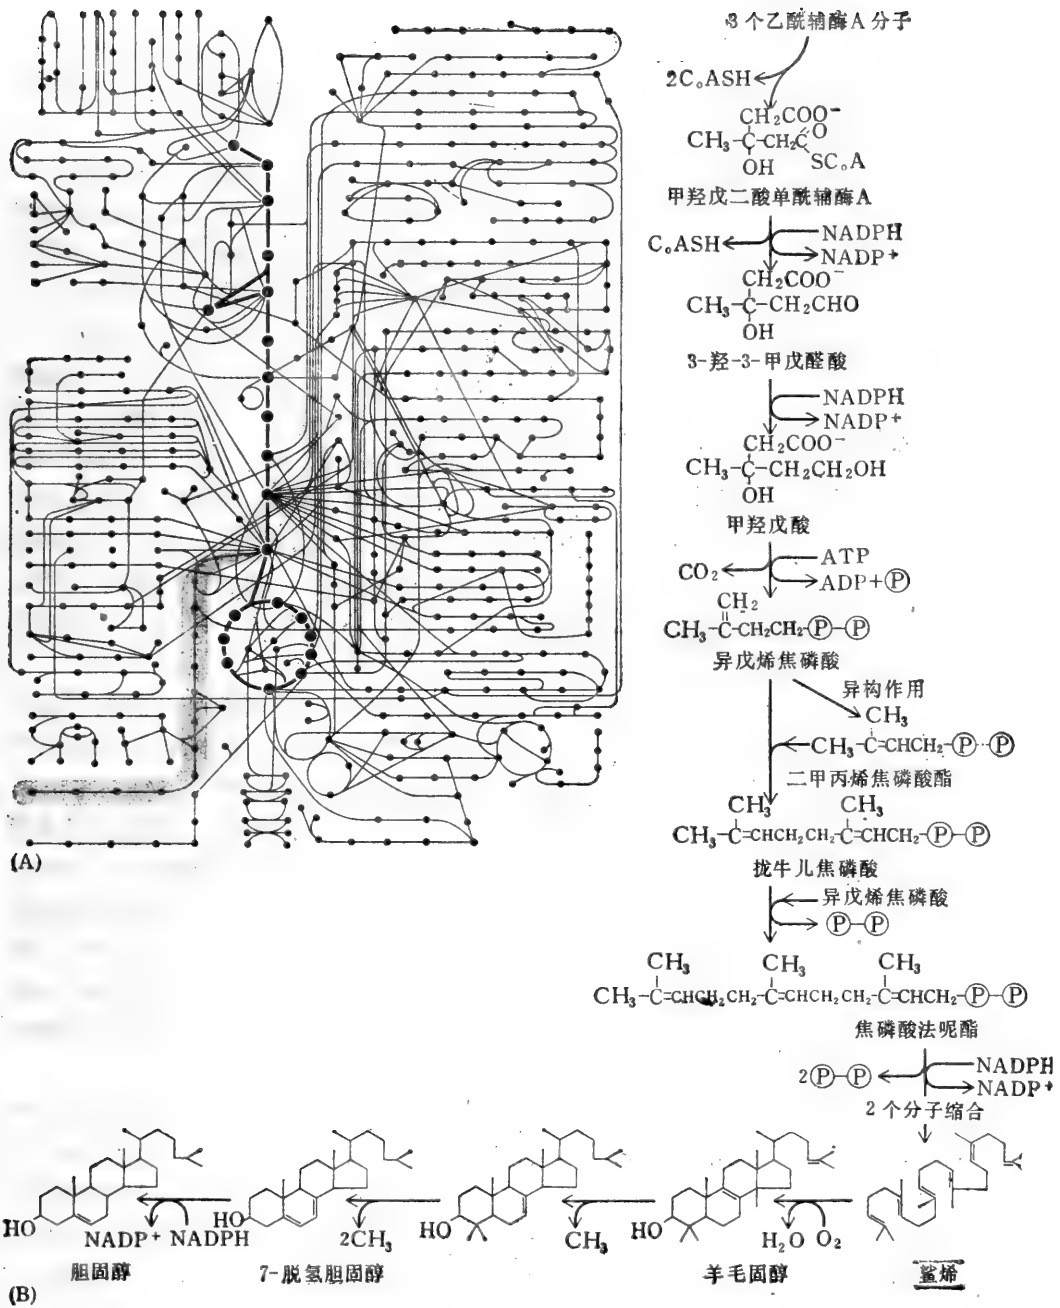 3个乙酰辅酶A分子
2CoASH
CH₂COO⁻
CH₃-C-CH₂C O
OH SCoA
甲羟戊二酸单酰辅酶A
CoASH
NADPH
NADP⁺
CH₂COO⁻
CH₃-C-CH₂CHO
OH
3-羟-3-甲戊醛酸
NADPH
NADP⁺
CH₂COO⁻
CH₃-C-CH₂CH₂OH
OH
甲羟戊酸
CO₂
ATP
ADP+Ⓟ
CH₂
CH₃-C-CH₂CH₂-Ⓟ-Ⓟ
异戊烯焦磷酸
异构作用
CH₃
CH₃-C=CHCH₂-Ⓟ-Ⓟ
二甲丙烯焦磷酸酯
CH₃ CH₃
CH₃-C=CHCH₂CH₂-C=CHCH₂-Ⓟ-Ⓟ
拢牛儿焦磷酸
(A)
异戊烯焦磷酸
Ⓟ-Ⓟ
CH₃ CH₃ CH₃
CH₃-C=CHCH₂CH₂-C=CHCH₂CH₂-C=CHCH₂-Ⓟ-Ⓟ
焦磷酸法呢酯
2Ⓟ-Ⓟ
NADPH
NADP⁺
2个分子缩合
HO HO HO HO
NADP⁺ NADPH 2CH₃ CH₃ H₂O O₂
胆固醇 7-脱氢胆固醇 羊毛固醇 鲨烯
(B)